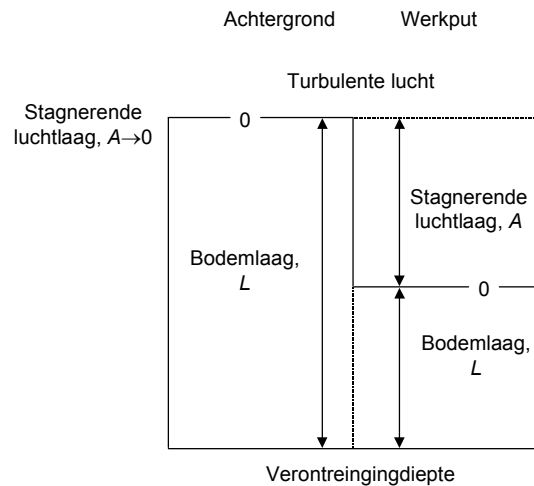 Achtergrond
Werkput
Turbulente lucht
Stagnerende
luchtlaag, A→0
0
Stagnerende
luchtlaag, A
Bodemlaag,
L
0
Bodemlaag,
L
Verontreingingdiepte